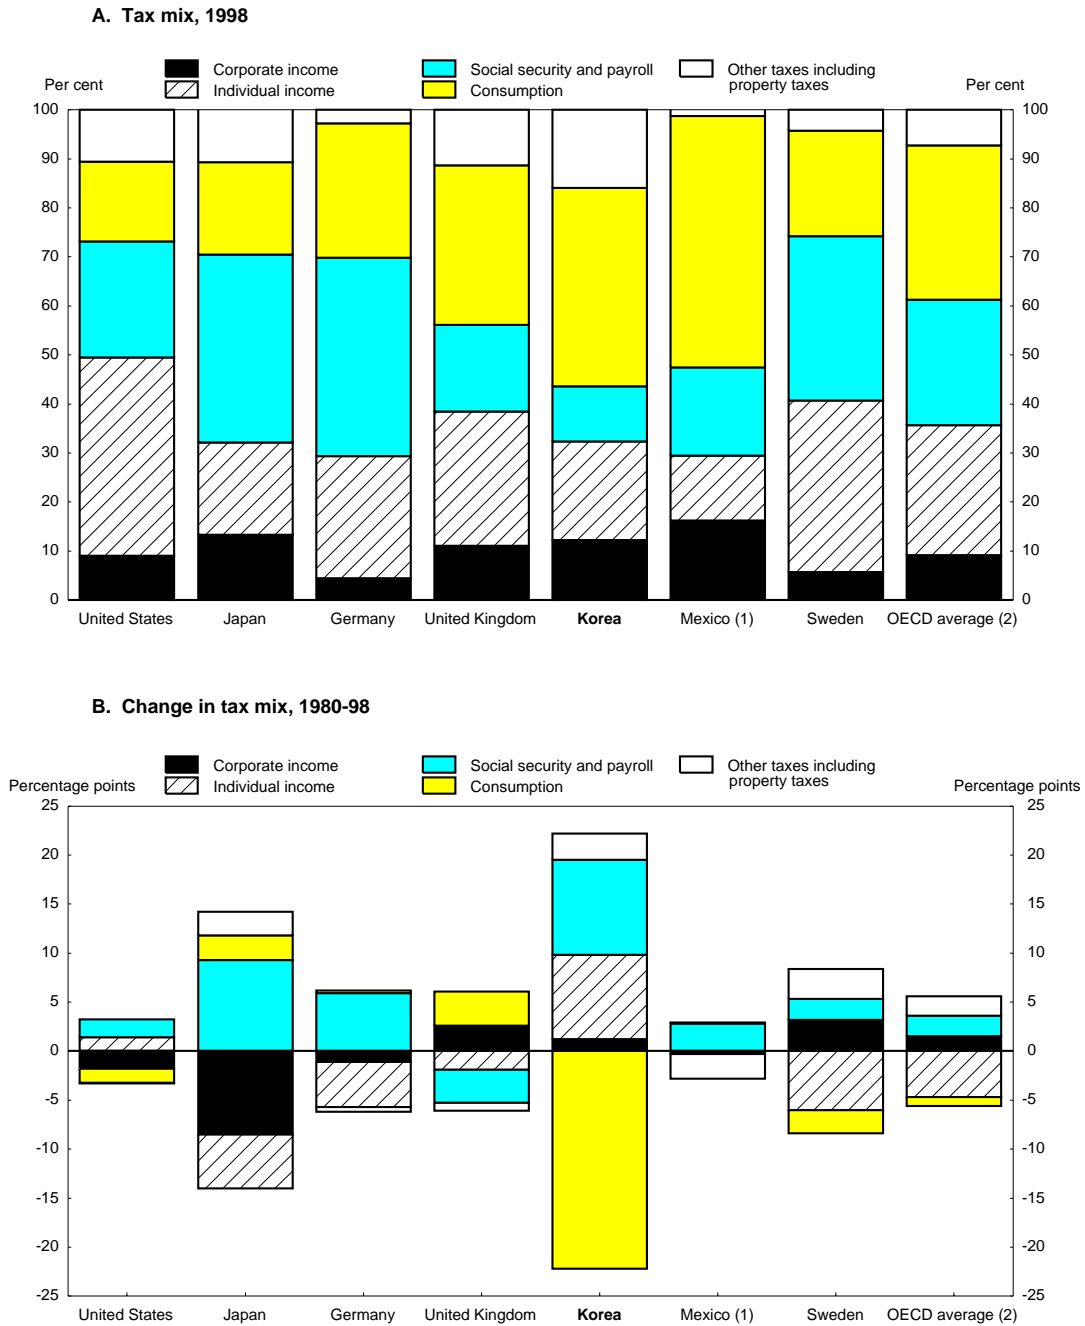 A. Tax mix, 1998
Corporate income
Social security and payroll
Other taxes including
property taxes
Per cent
Individual income
Consumption
Per cent
100
100
90
90
80
80
70
70
60
60
50
50
40
40
30
30
20
20
10
10
0
0
United States
Japan
Germany
United Kingdom
Korea
Mexico (1)
Sweden
OECD average (2)
B. Change in tax mix, 1980-98
Corporate income
Social security and payroll
Other taxes including
property taxes
Percentage points
Individual income
Consumption
Percentage points
25
25
20
20
15
15
10
10
5
5
0
0
-5
-5
-10
-10
-15
-15
-20
-20
-25
-25
United States
Japan
Germany
United Kingdom
Korea
Mexico (1)
Sweden
OECD average (2)